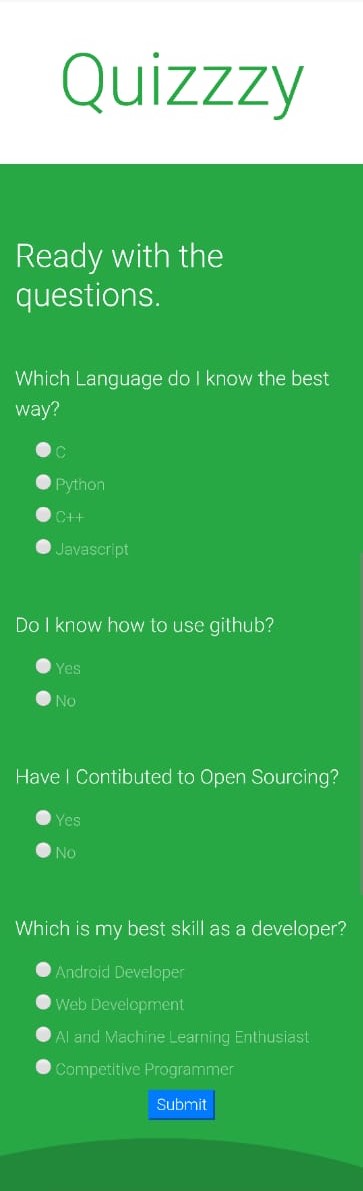 Quizzzy
Ready with the
questions.
Which Language do I know the best
way?
C
Python
C++
Javascript
Do I know how to use github?
Yes
No
Have I Contibuted to Open Sourcing?
Yes
No
Which is my best skill as a developer?
Android Developer
Web Development
AI and Machine Learning Enthusiast
Competitive Programmer
Submit